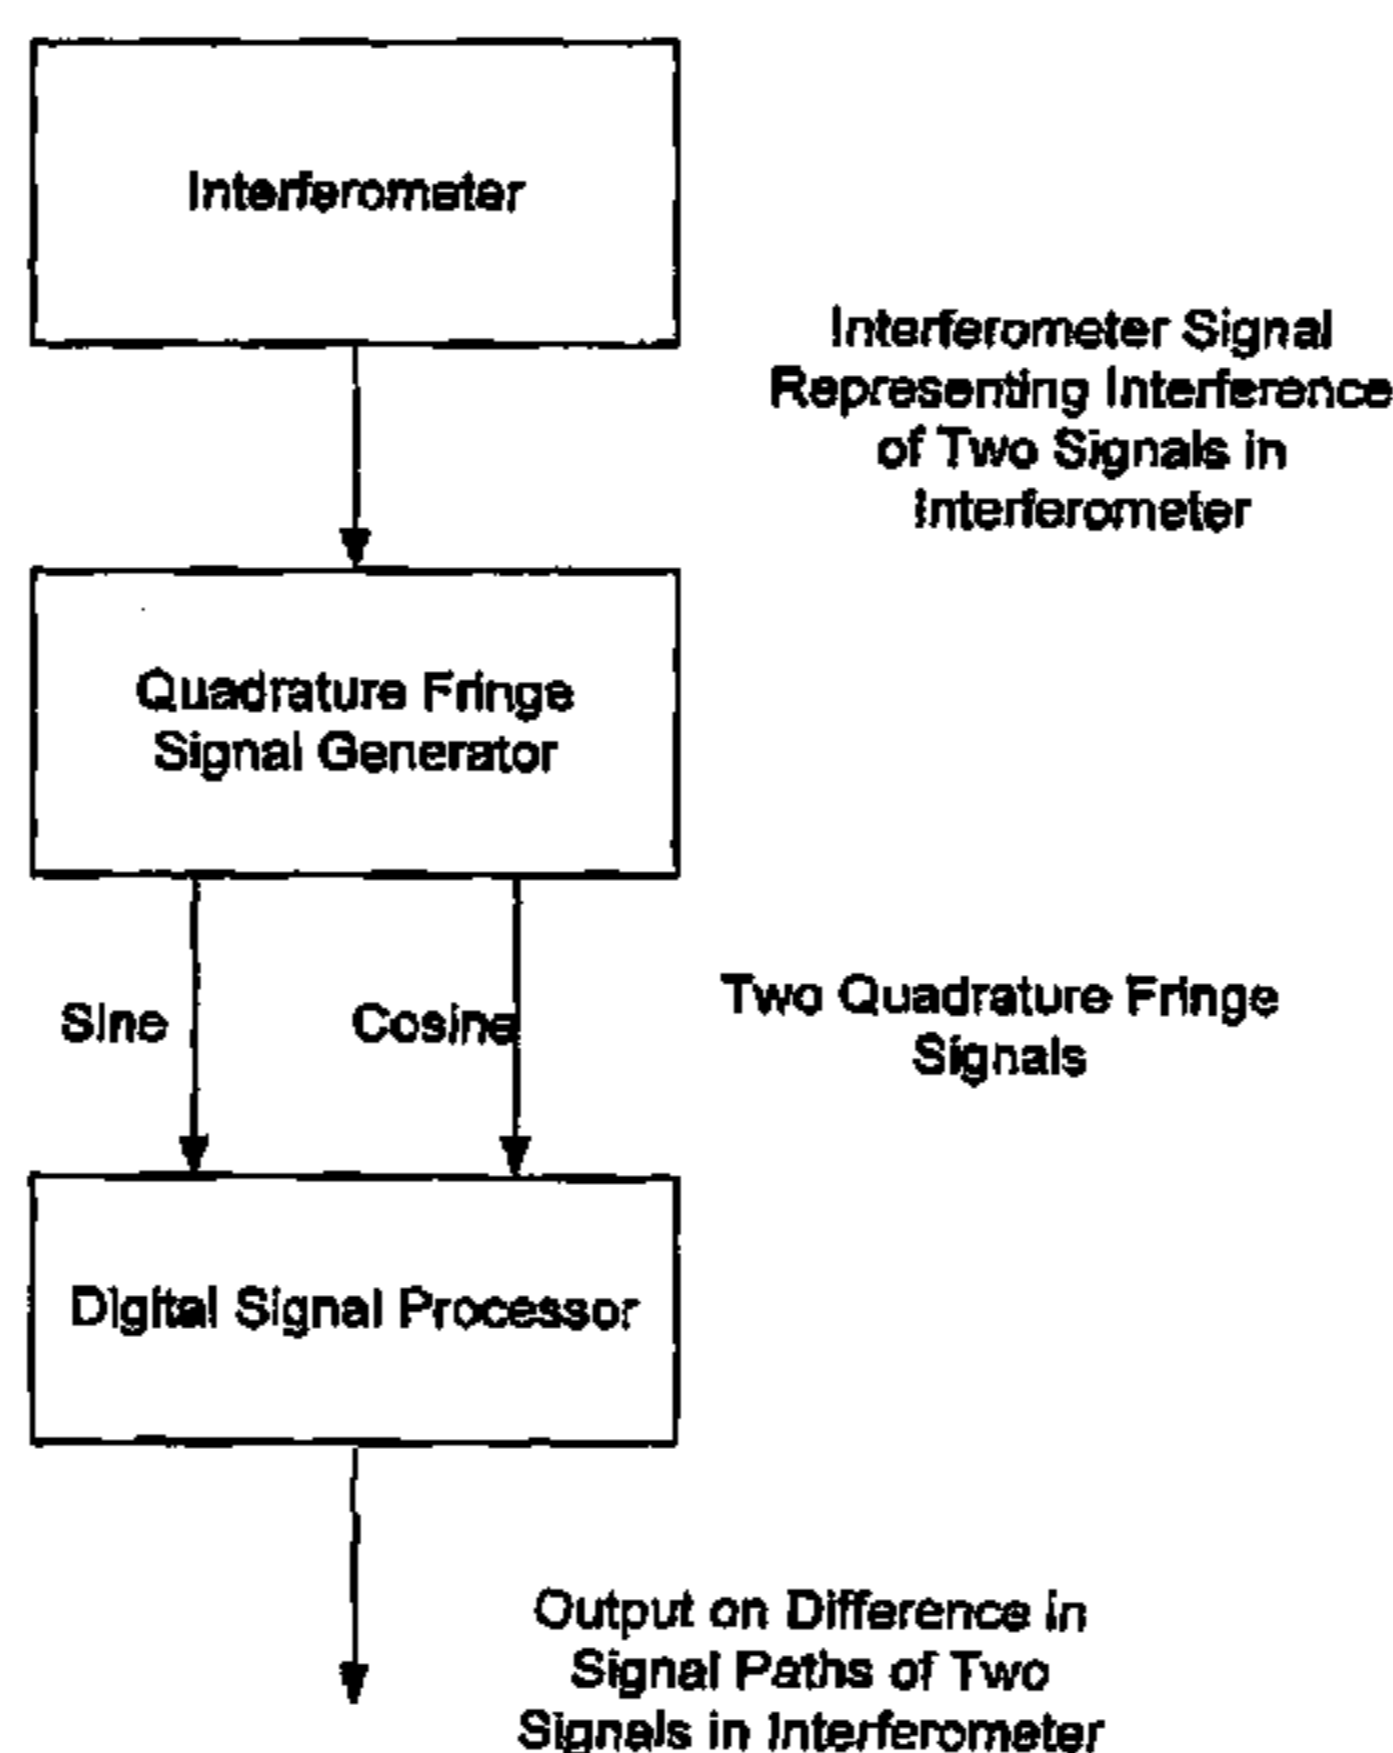 Interferometer
Interferometer Signal
Representing Interference
of Two Signals in
Interferometer
Quadrature Fringe
Signal Generator
Sine
Cosine
Two Quadrature Fringe
Signals
Digital Signal Processor
Output on Difference in
Signal Paths of Two
Signals in Interferometer